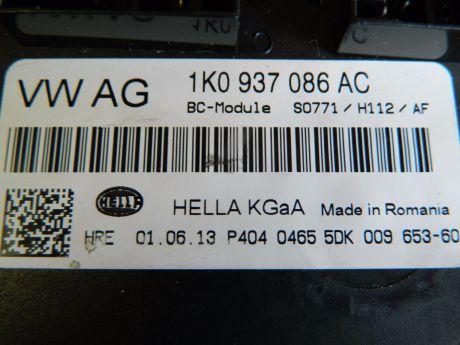 VW AG
1K0 937 086 AC
BC-Module S0771 / H112 / AF
HELLA
HELLA KGaA Made in Romania
HRE 01.06.13 P404 0465 5DK 009 653-60